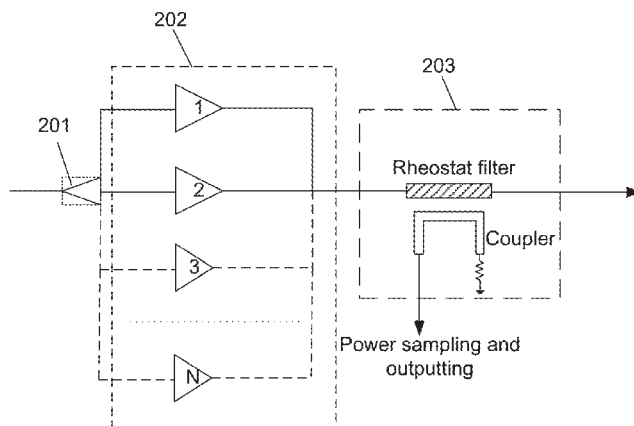 202
203
201
1
Rheostat filter
2
Coupler
3
Power sampling and
outputting
N